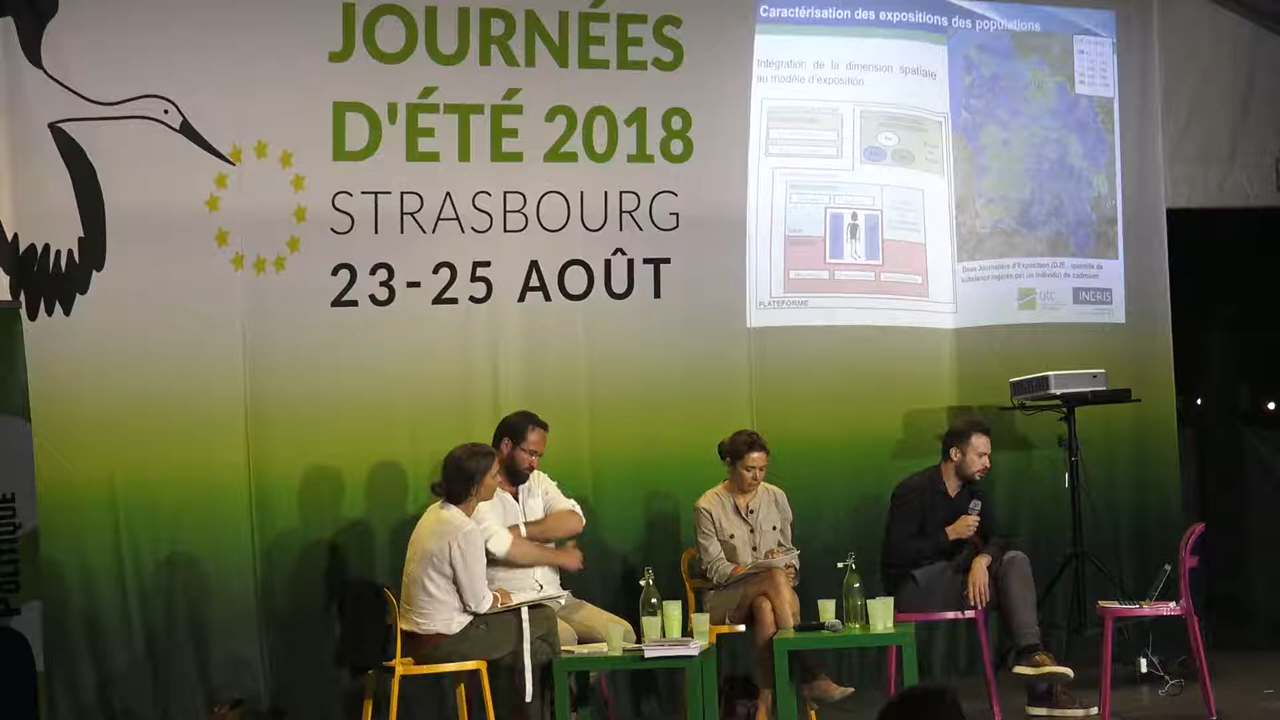 JOURNÉES
D'ÉTÉ 2018
STRASBOURG
23-25 AOÛT
Caractérisation des expositions des populations
Intégration de la dimension spatiale
au modèle d'exposition
PLATEFORME
Dose Journalière d'Exposition (DJE : quantité de
substance ingérée par un individu) de cadmium
utc
INERIS
POLITIQUE